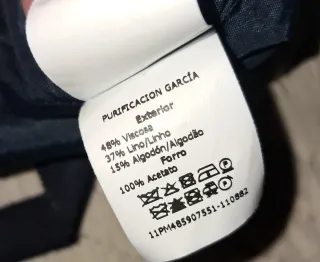 PURIFICACION GARCÍA
Exterior
48% Viscosa
37% Lino/Linho
15% Algodón/Algodão
Forro
100% Acetato
11PM485907551-110882